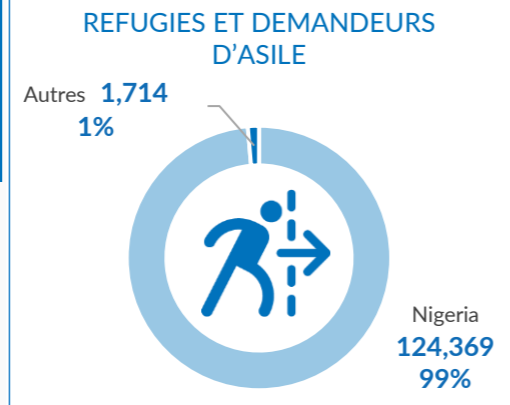 REFUGIES ET DEMANDEURS
D'ASILE
Autres 1,714
1%
Nigeria
124,369
99%